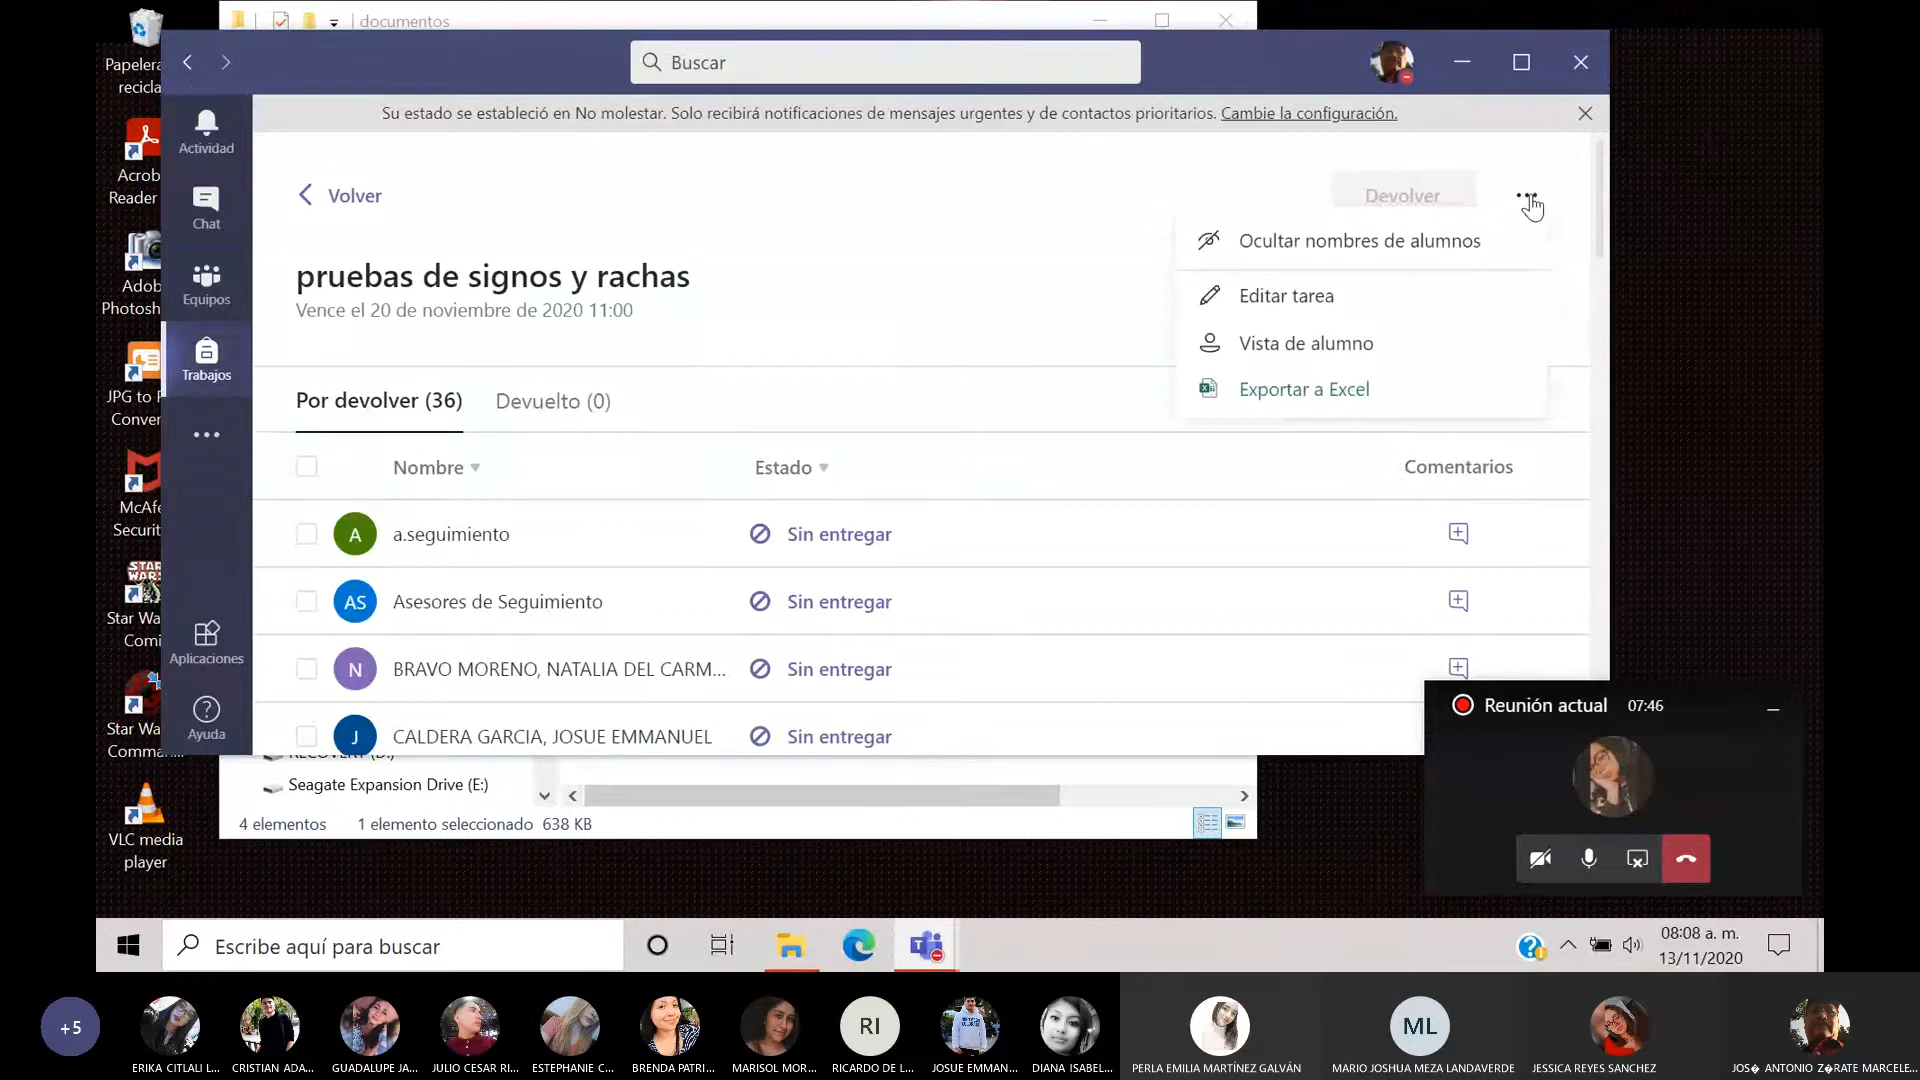 documentos
Papelera
recicla
Buscar
Su estado se estableció en No molestar. Solo recibirá notificaciones de mensajes urgentes y de contactos prioritarios. Cambie la configuración.
Actividad
Chat
Equipos
Trabajos
Aplicaciones
Ayuda
Acrob
Reader
Adob
Photosh
JPG to
Conver
McAfe
Securit
STAR
WARS
Star Wa
Comi
Star Wa
Comman...
VLC media
player
Volver
Devolver
Ocultar nombres de alumnos
Editar tarea
Vista de alumno
Exportar a Excel
pruebas de signos y rachas
Vence el 20 de noviembre de 2020 11:00
Por devolver (36)
Devuelto (0)
Nombre
Estado
Comentarios
A
a.seguimiento
Sin entregar
AS
Asesores de Seguimiento
Sin entregar
N
BRAVO MORENO, NATALIA DEL CARM...
Sin entregar
J
CALDERA GARCIA, JOSUE EMMANUEL
Sin entregar
Reunión actual 07:46
Seagate Expansion Drive (E:)
4 elementos 1 elemento seleccionado 638 KB
Escribe aquí para buscar
08:08 a. m.
13/11/2020
+5
RI
ML
ERIKA CITLALI L...
CRISTIAN ADA...
GUADALUPE JA...
JULIO CESAR RI...
ESTEPHANIE C...
BRENDA PATRI...
MARISOL MOR...
RICARDO DE L...
JOSUE EMMAN...
DIANA ISABEL...
PERLA EMILIA MARTÍNEZ GALVÁN
MARIO JOSHUA MEZA LANDAVERDE
JESSICA REYES SANCHEZ
JOS� ANTONIO Z�RATE MARCELE...